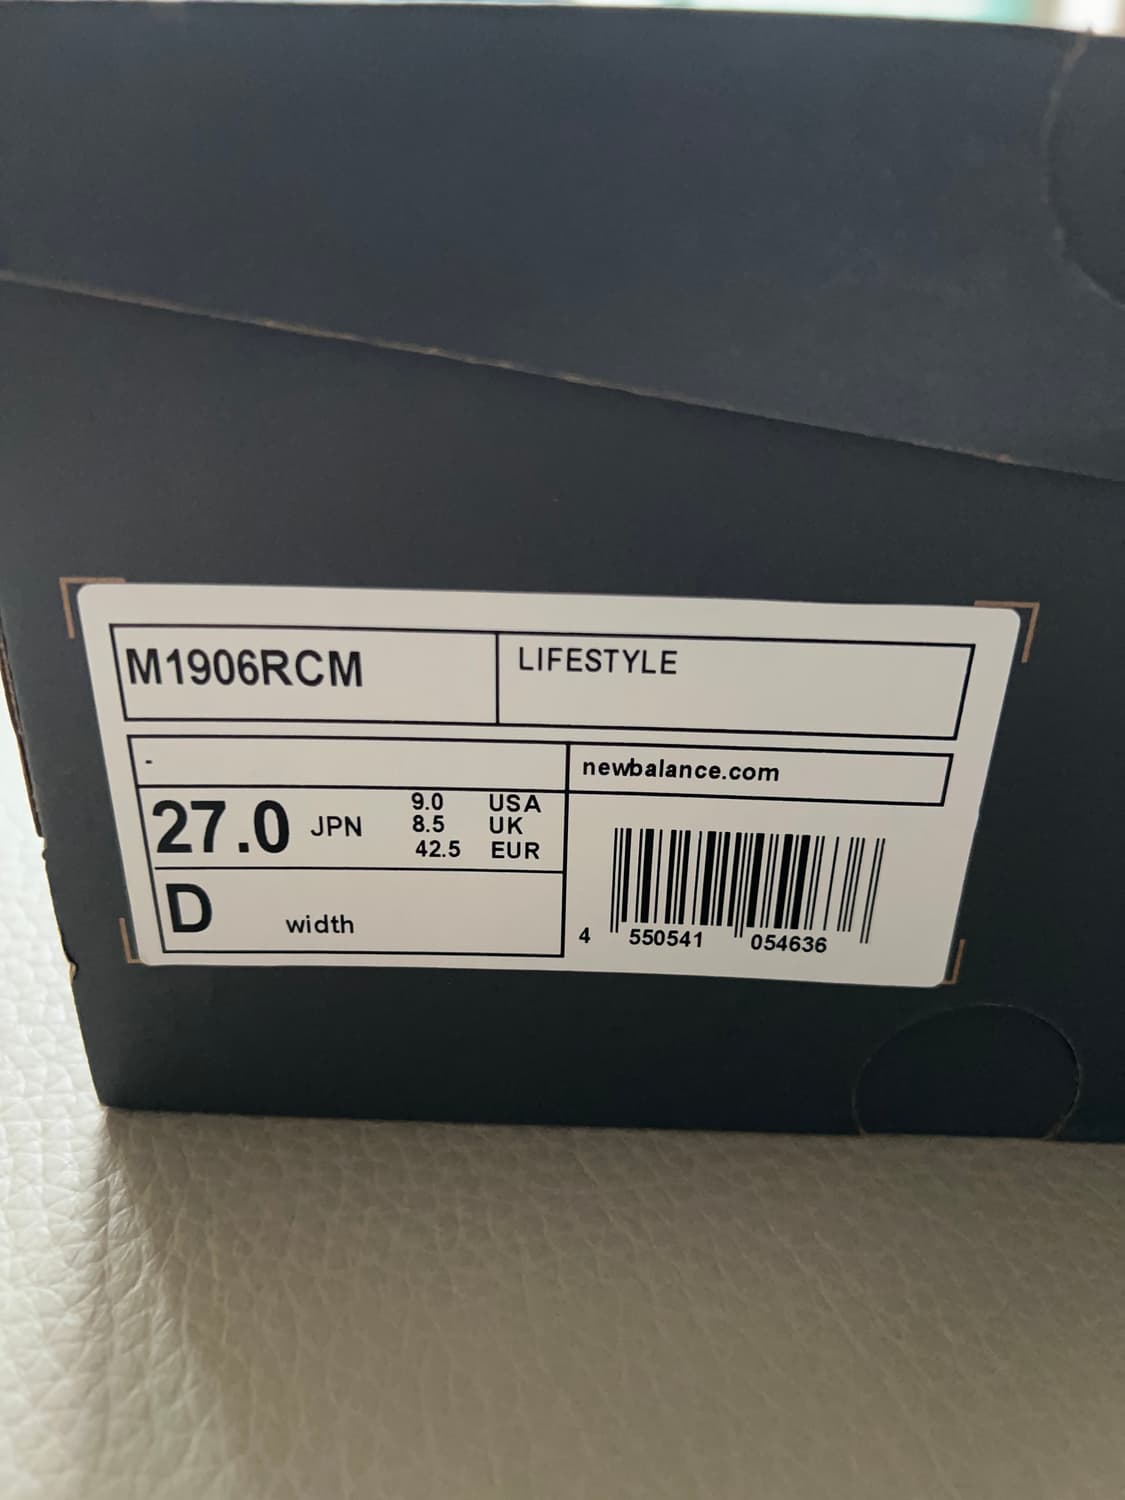 M1906RCM
LIFESTYLE
-
newbalance.com
27.0 JPN
9.0 USA
8.5 UK
42.5 EUR
D width
4 550541 054636